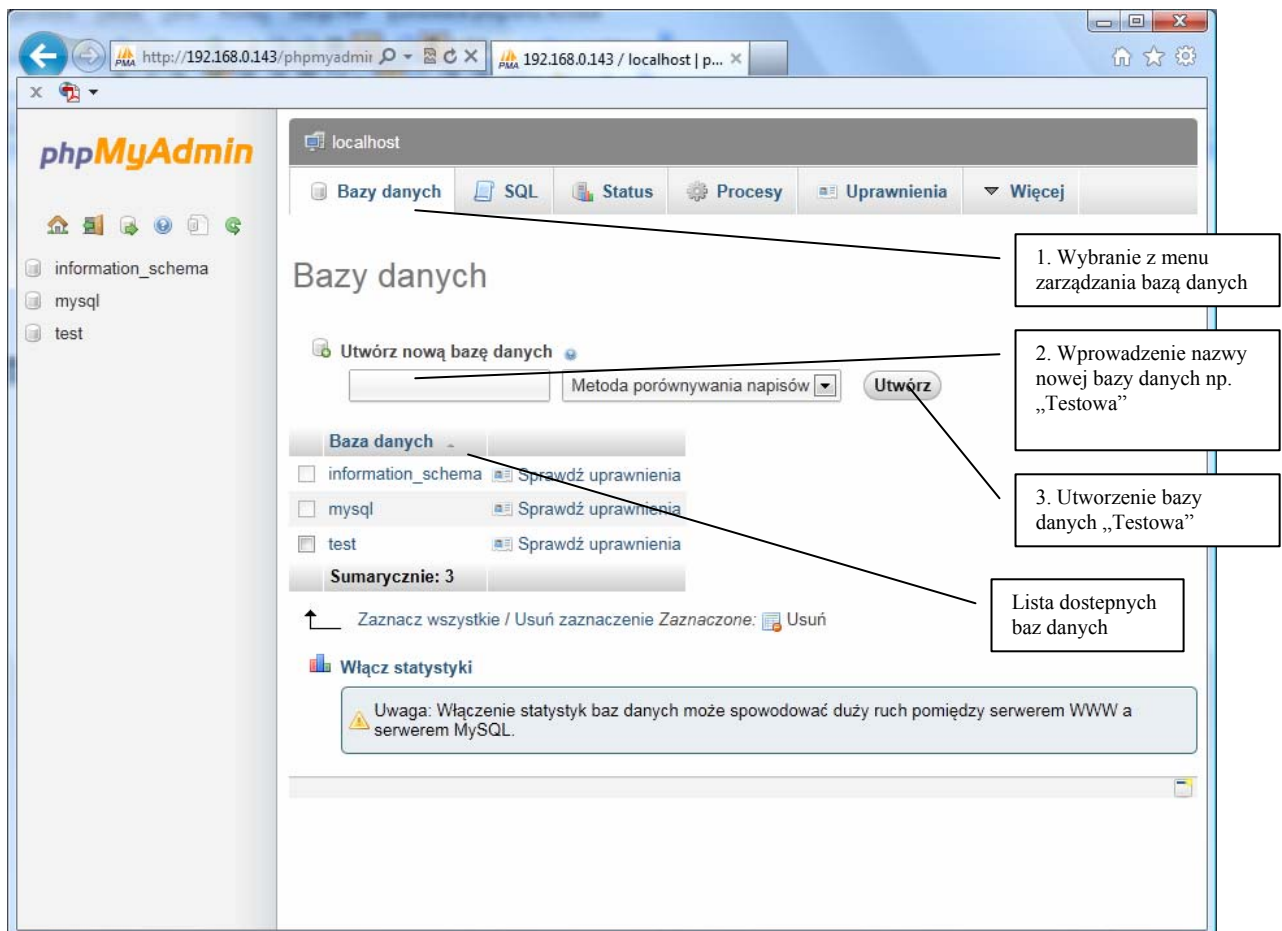 http://192.168.0.143/phpmyadmin
192.168.0.143 / localhost | p...
phpMyAdmin
localhost
Bazy danych
SQL
Status
Procesy
Uprawnienia
Więcej
information_schema
mysql
test
Bazy danych
1. Wybranie z menu
zarządzania bazą danych
Utwórz nową bazę danych
Metoda porównywania napisów
Utwórz
2. Wprowadzenie nazwy
nowej bazy danych np.
„Testowa”
Baza danych
information_schema Sprawdź uprawnienia
mysql Sprawdź uprawnienia
test Sprawdź uprawnienia
Sumarycznie: 3
3. Utworzenie bazy
danych „Testowa”
Lista dostepnych
baz danych
Zaznacz wszystkie / Usuń zaznaczenie Zaznaczone: Usuń
Włącz statystyki
Uwaga: Włączenie statystyk baz danych może spowodować duży ruch pomiędzy serwerem WWW a
serwerem MySQL.